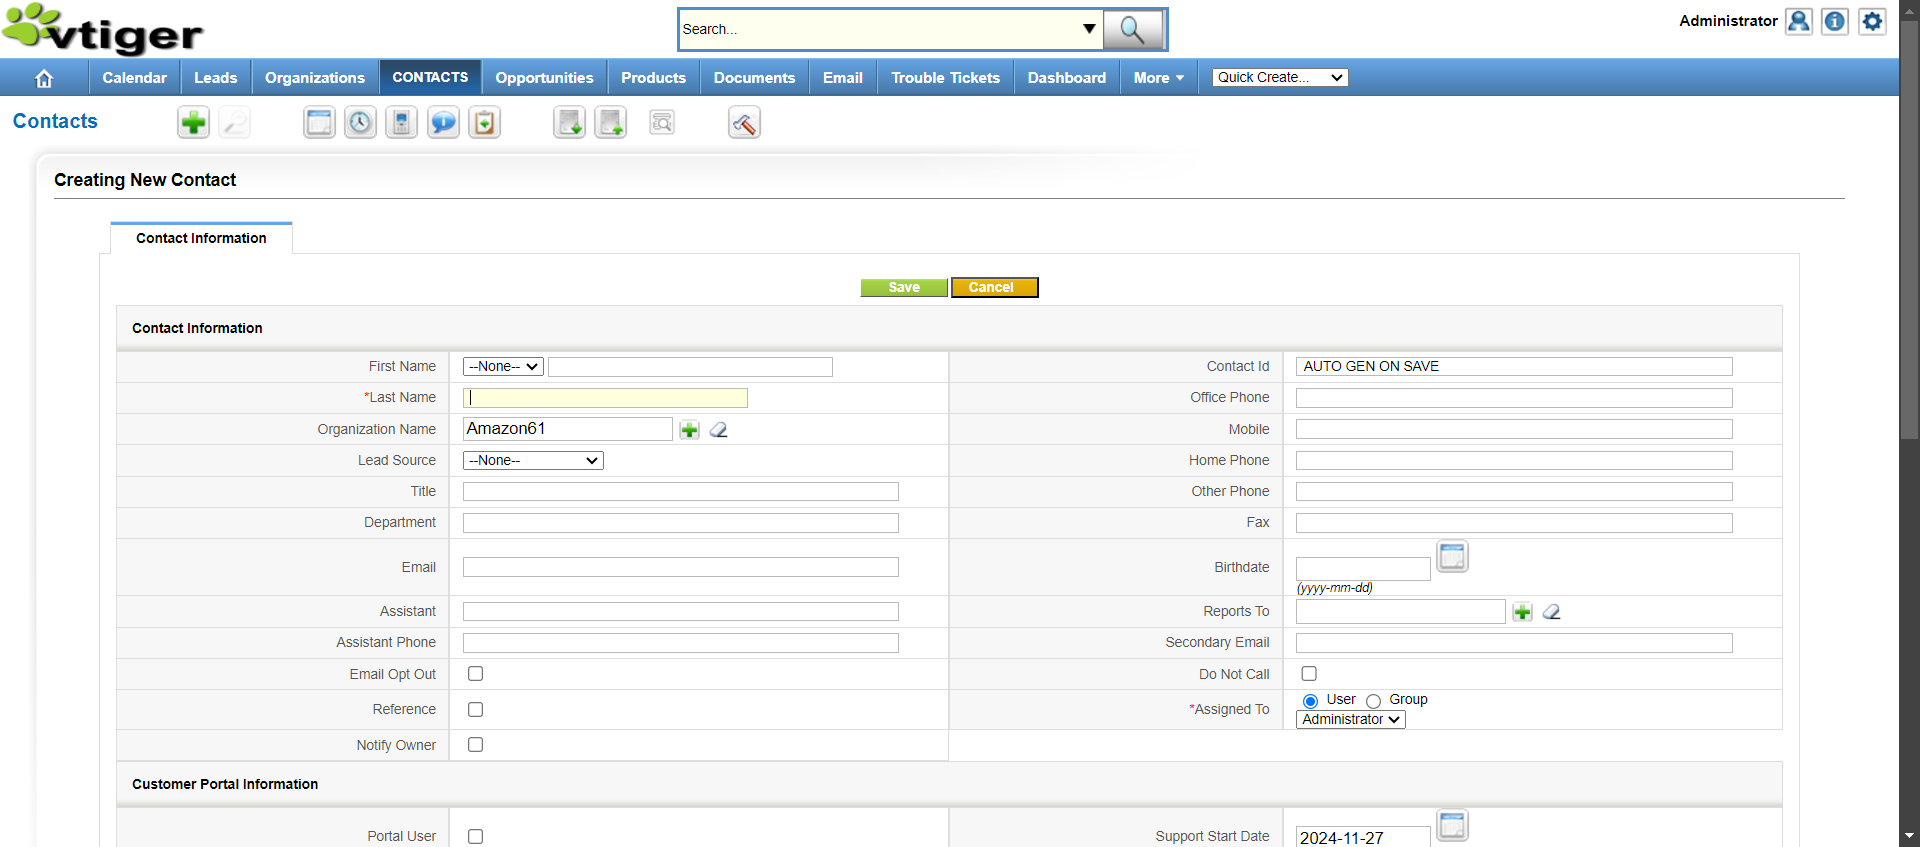 vtiger
Search...
Administrator
Calendar Leads Organizations CONTACTS Opportunities Products Documents Email Trouble Tickets Dashboard More Quick Create...
Contacts
Creating New Contact
Contact Information
Save Cancel
Contact Information
First Name --None-- Contact Id AUTO GEN ON SAVE
*Last Name Office Phone
Organization Name Amazon61 Mobile
Lead Source --None-- Home Phone
Title Other Phone
Department Fax
Email Birthdate
(yyyy-mm-dd)
Assistant Reports To
Assistant Phone Secondary Email
Email Opt Out Do Not Call
Reference *Assigned To User Group
Administrator
Notify Owner
Customer Portal Information
Portal User Support Start Date 2024-11-27